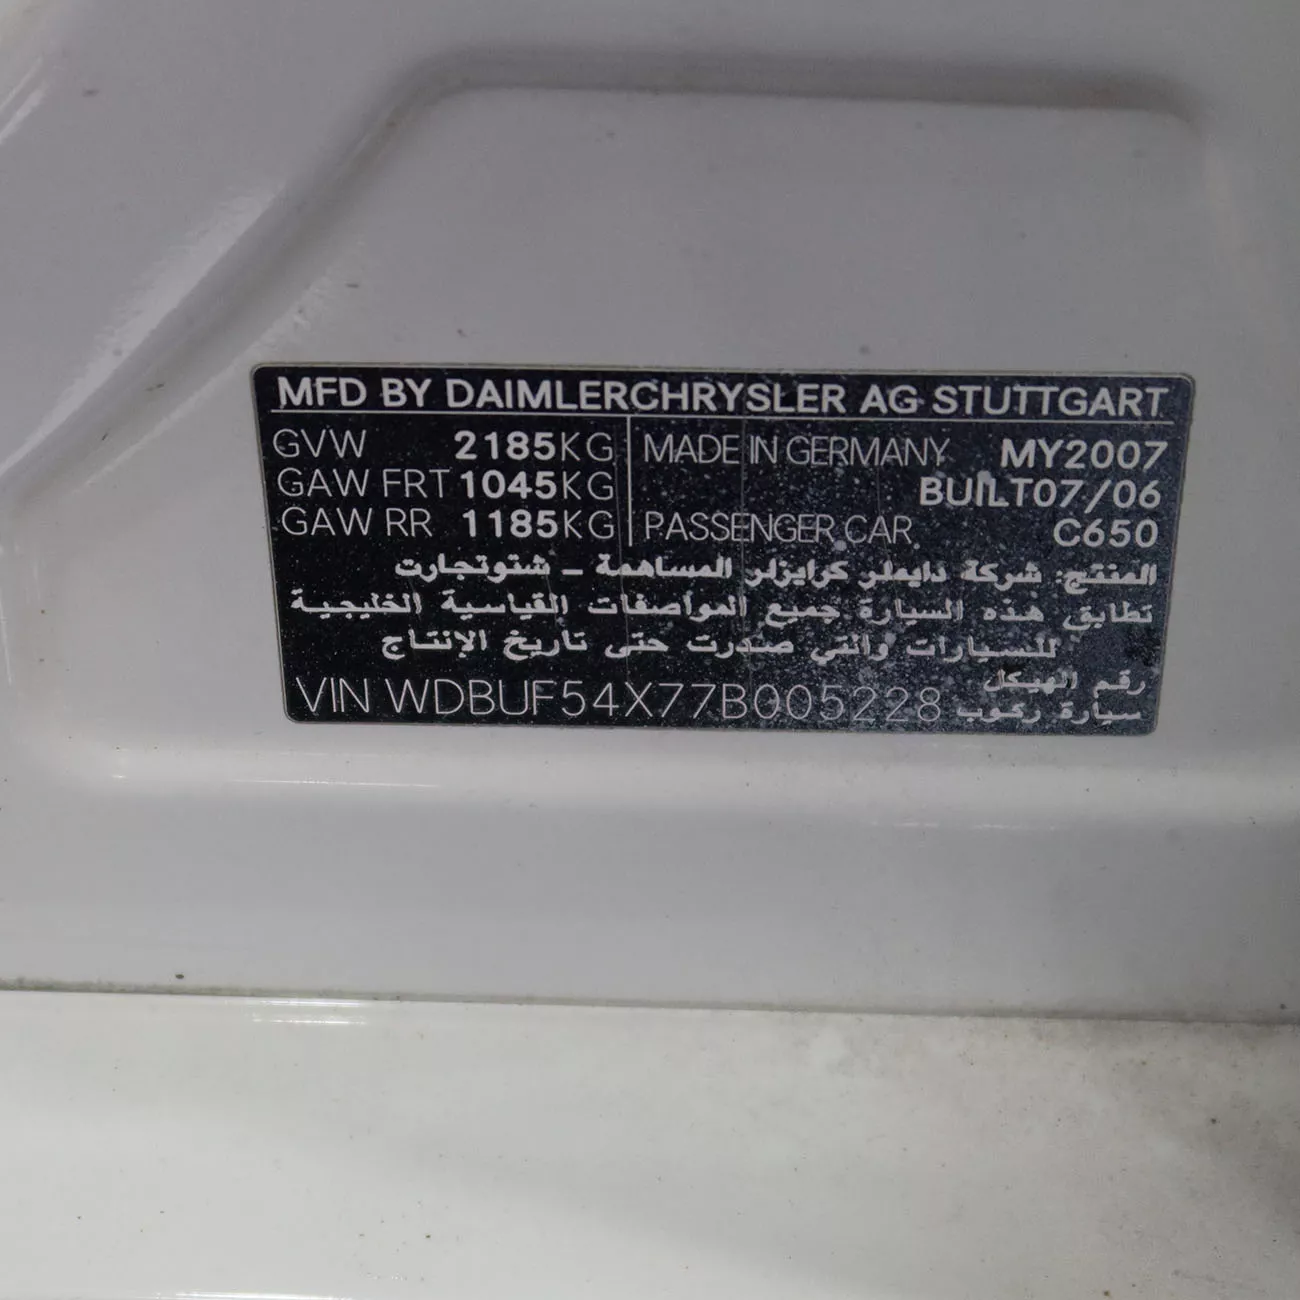 MFD BY DAIMLERCHRYSLER AG STUTTGART
GVW 2185KG MADE IN GERMANY MY2007
GAW FRT 1045KG BUILT07/06
GAW RR 1185KG PASSENGER CAR C650
المنتج: شركة دايملر كرايزلر المساهمة - شتوتجارت
تطابق هذه السيارة جميع المواصفات القياسية الخليجية
للسيارات والتي صدرت حتى تاريخ الإنتاج
رقم الهيكل
VIN WDBUF54X77B005228 سيارة ركوب